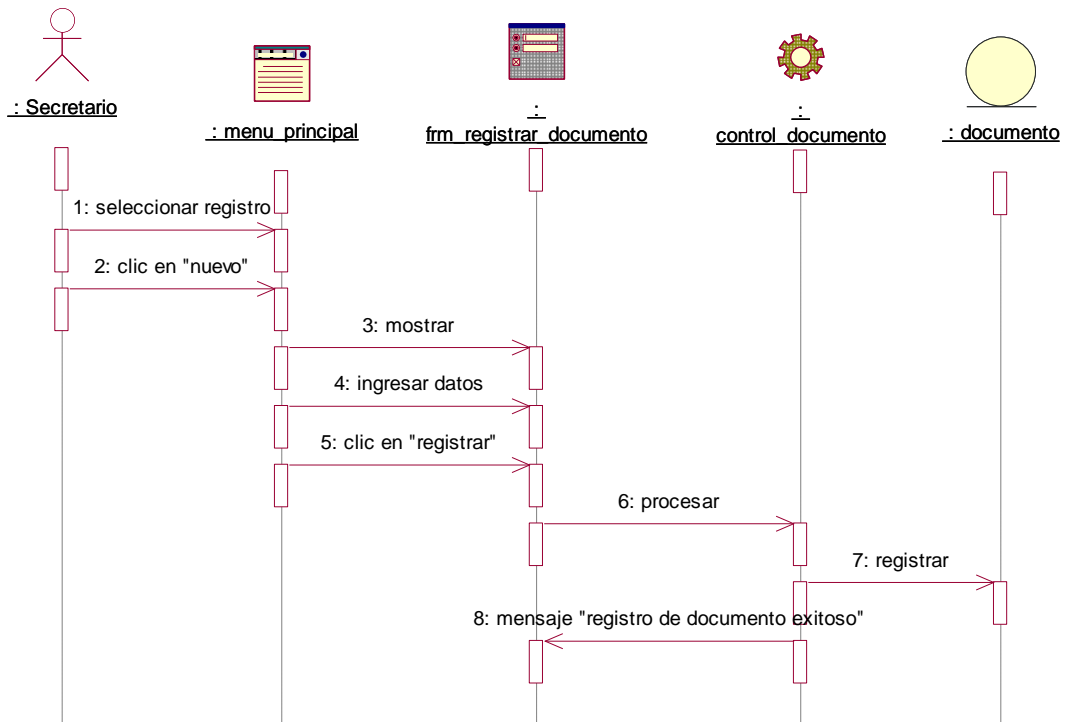 : Secretario
: menu_principal
:
frm_registrar_documento
:
control_documento
: documento
1: seleccionar registro
2: clic en "nuevo"
3: mostrar
4: ingresar datos
5: clic en "registrar"
6: procesar
7: registrar
8: mensaje "registro de documento exitoso"